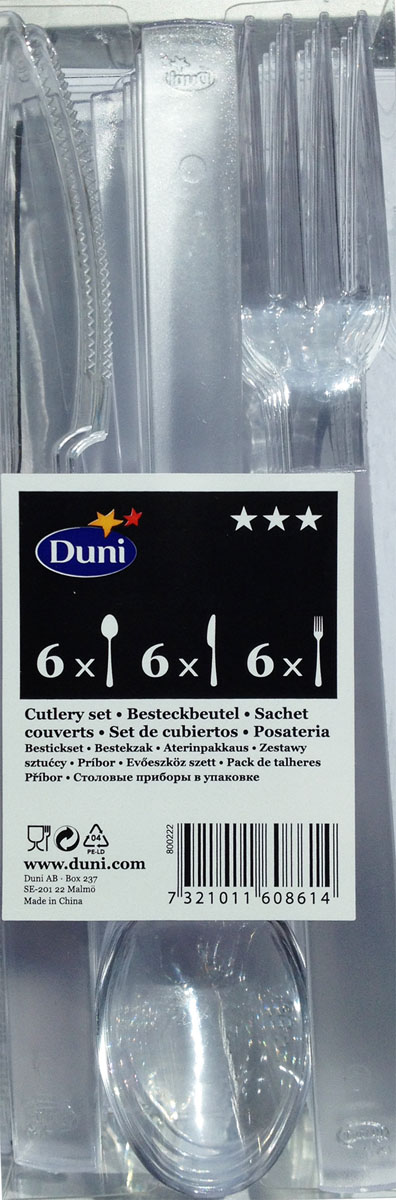 Duni
Duni
6 x 6 x 6 x
Cutlery set • Besteckbeutel • Sachet
couverts • Set de cubiertos • Posateria
Bestickset • Bestekzak • Aterinpakkaus • Zestawy
sztućcy • Príbor • Evőeszköz szett • Pack de talheres
Příbor • Столовые приборы в упаковке
04
PE-LD
www.duni.com
Duni AB · Box 237
SE-201 22 Malmö
Made in China
800222
7 321011 608614